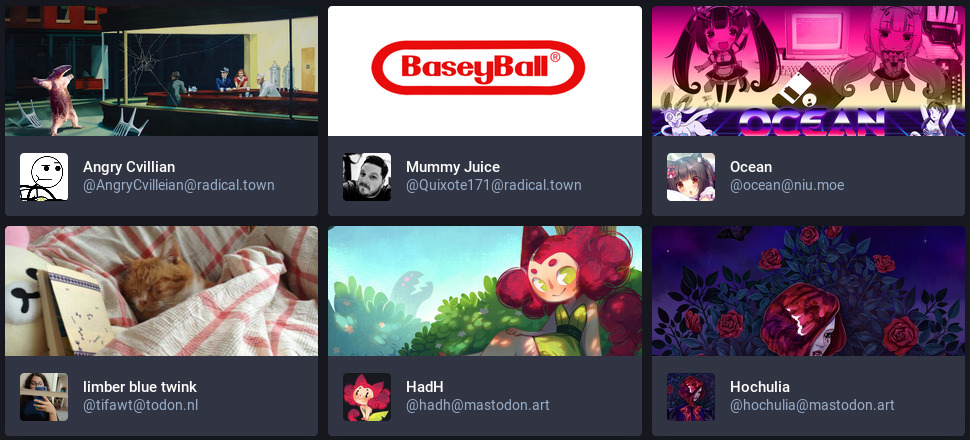 BaseyBall®
OCEAN
Angry Cvillian
@AngryCvilleian@radical.town
Mummy Juice
@Quixote171@radical.town
Ocean
@ocean@niu.moe
limber blue twink
@tifawt@todon.nl
HadH
@hadh@mastodon.art
Hochulia
@hochulia@mastodon.art